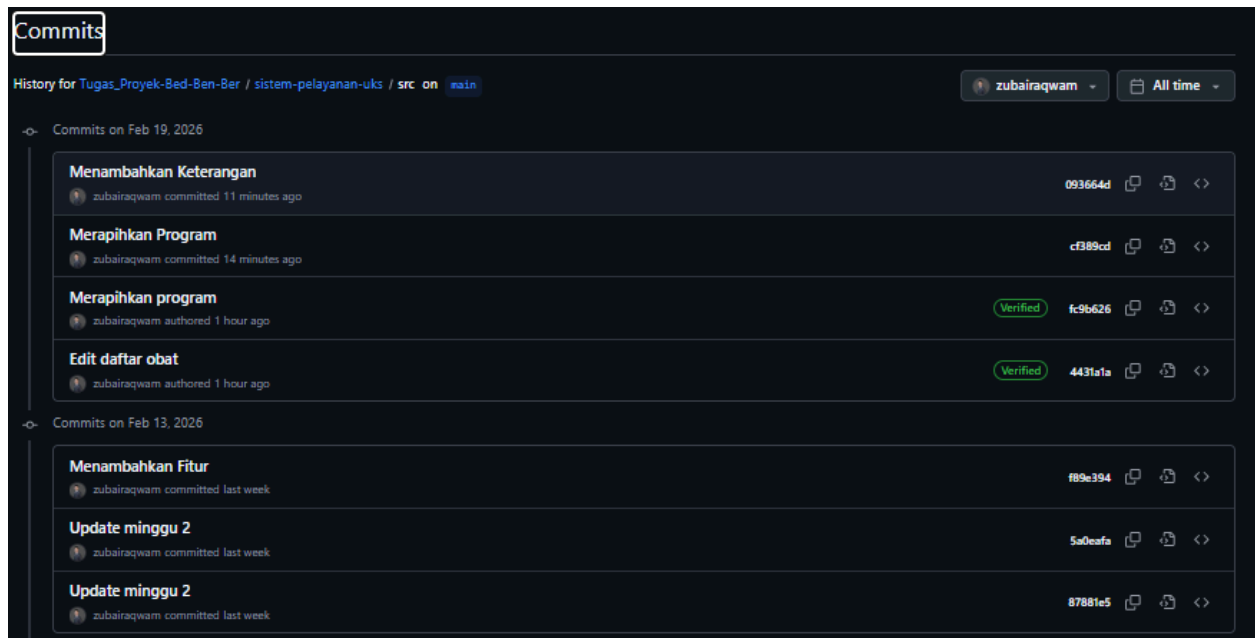 Commits
History for Tugas_Proyek-Bed-Ben-Ber / sistem-pelayanan-uks / src on main
zubairaqwam
All time
Commits on Feb 19, 2026
Menambahkan Keterangan
zubairaqwam committed 11 minutes ago
093664d
Merapihkan Program
zubairaqwam committed 14 minutes ago
cf389cd
Merapihkan program
zubairaqwam authored 1 hour ago
Verified
fc9b626
Edit daftar obat
zubairaqwam authored 1 hour ago
Verified
4431a1a
Commits on Feb 13, 2026
Menambahkan Fitur
zubairaqwam committed last week
f89e394
Update minggu 2
zubairaqwam committed last week
5a0eafa
Update minggu 2
zubairaqwam committed last week
87881e5